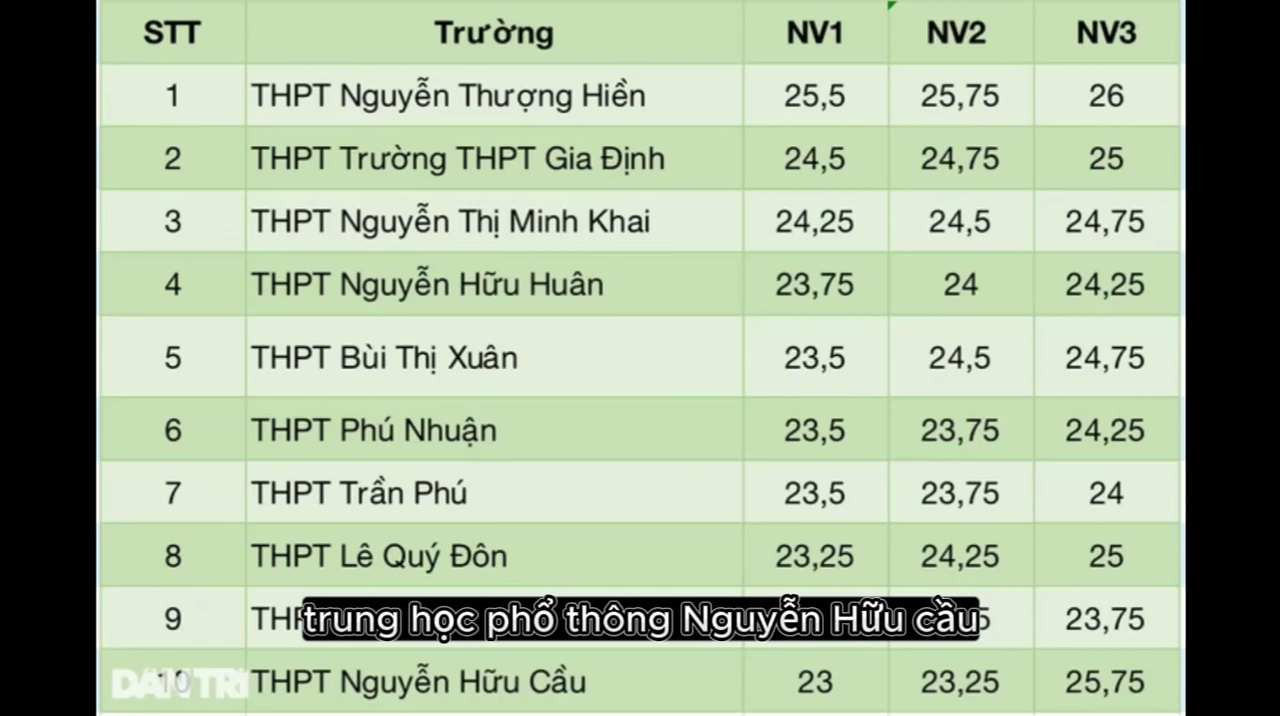 STT Trường NV1 NV2 NV3
1 THPT Nguyễn Thượng Hiền 25,5 25,75 26
2 THPT Trường THPT Gia Định 24,5 24,75 25
3 THPT Nguyễn Thị Minh Khai 24,25 24,5 24,75
4 THPT Nguyễn Hữu Huân 23,75 24 24,25
5 THPT Bùi Thị Xuân 23,5 24,5 24,75
6 THPT Phú Nhuận 23,5 23,75 24,25
7 THPT Trần Phú 23,5 23,75 24
8 THPT Lê Quý Đôn 23,25 24,25 25
9 23,75
trung học phổ thông Nguyễn Hữu cầu
10 THPT Nguyễn Hữu Cầu 23 23,25 25,75
DÂN TRÍ